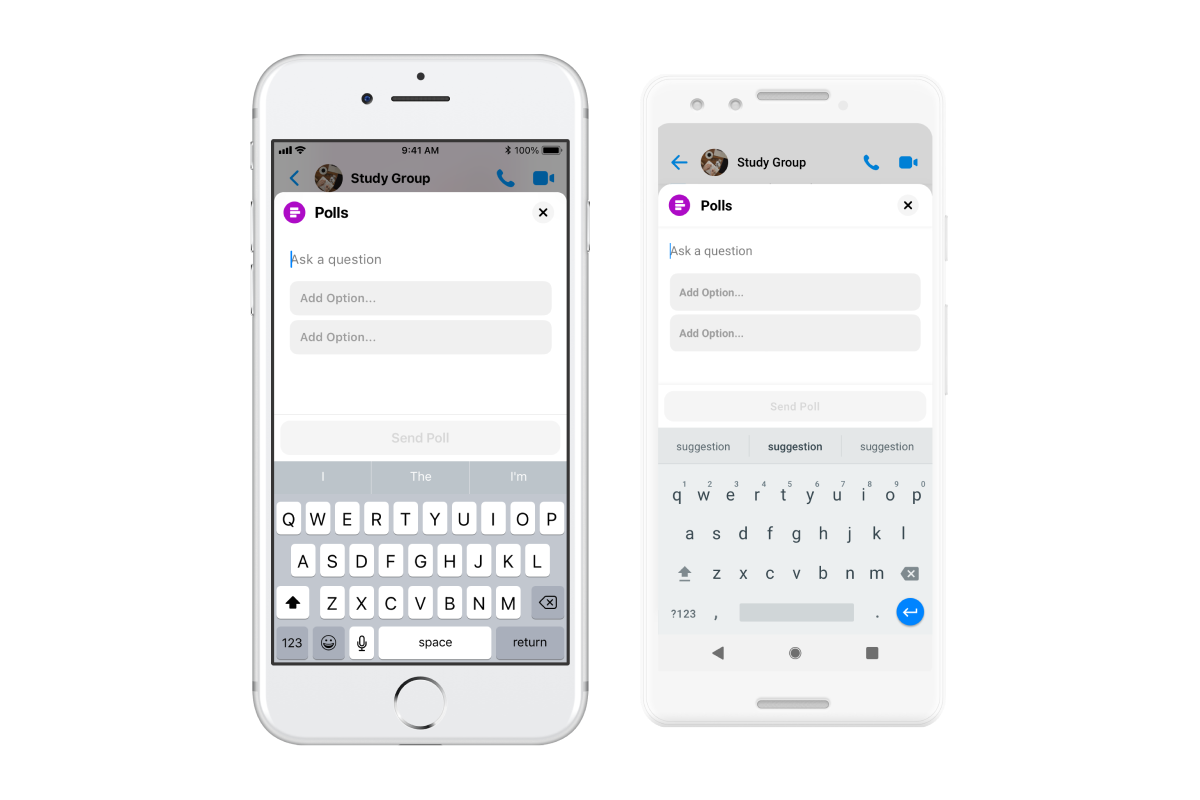 9:41 AM 100%
Study Group
Polls
Ask a question
Add Option...
Add Option...
Send Poll
I The I'm
Q W E R T Y U I O P
A S D F G H J K L
Z X C V B N M
123 space return
Study Group
Polls
Ask a question
Add Option...
Add Option...
Send Poll
suggestion suggestion suggestion
1 2 3 4 5 6 7 8 9 0
q w e r t y u i o p
a s d f g h j k l
z x c v b n m
?123 , .